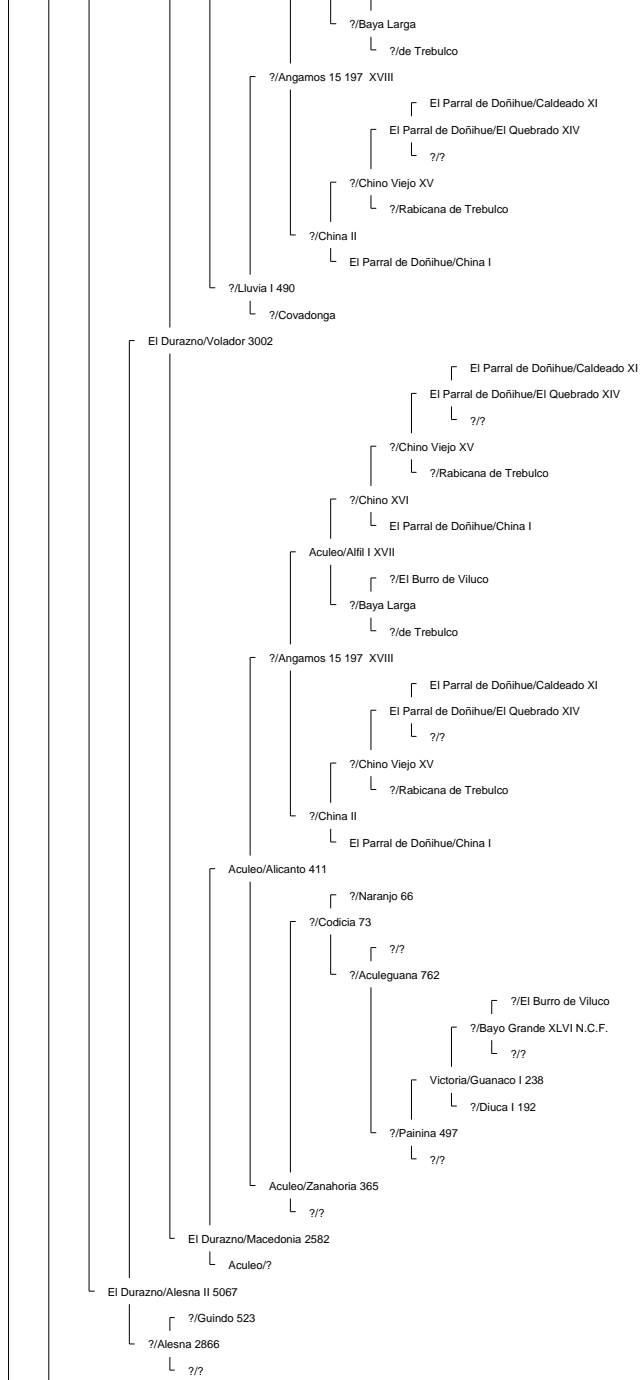 ?/Baya Larga
?/de Trebulco
?/Angamos 15 197 XVIII
El Parral de Doñihue/Caldeado XI
El Parral de Doñihue/El Quebrado XIV
?/?
?/Chino Viejo XV
?/Rabicana de Trebulco
?/China II
El Parral de Doñihue/China I
?/Lluvia I 490
?/Covadonga
El Durazno/Volador 3002
El Parral de Doñihue/Caldeado XI
El Parral de Doñihue/El Quebrado XIV
?/?
?/Chino Viejo XV
?/Rabicana de Trebulco
?/Chino XVI
El Parral de Doñihue/China I
Aculeo/Alfil I XVII
?/El Burro de Viluco
?/Baya Larga
?/de Trebulco
?/Angamos 15 197 XVIII
El Parral de Doñihue/Caldeado XI
El Parral de Doñihue/El Quebrado XIV
?/?
?/Chino Viejo XV
?/Rabicana de Trebulco
?/China II
El Parral de Doñihue/China I
Aculeo/Alicanto 411
?/Naranjo 66
?/Codicia 73
?/?
?/Aculeguana 762
?/El Burro de Viluco
?/Bayo Grande XLVI N.C.F.
?/?
Victoria/Guanaco I 238
?/Diuca I 192
?/Painina 497
?/?
Aculeo/Zanahoria 365
?/?
El Durazno/Macedonia 2582
Aculeo/?
El Durazno/Alesna II 5067
?/Guindo 523
?/Alesna 2866
?/?